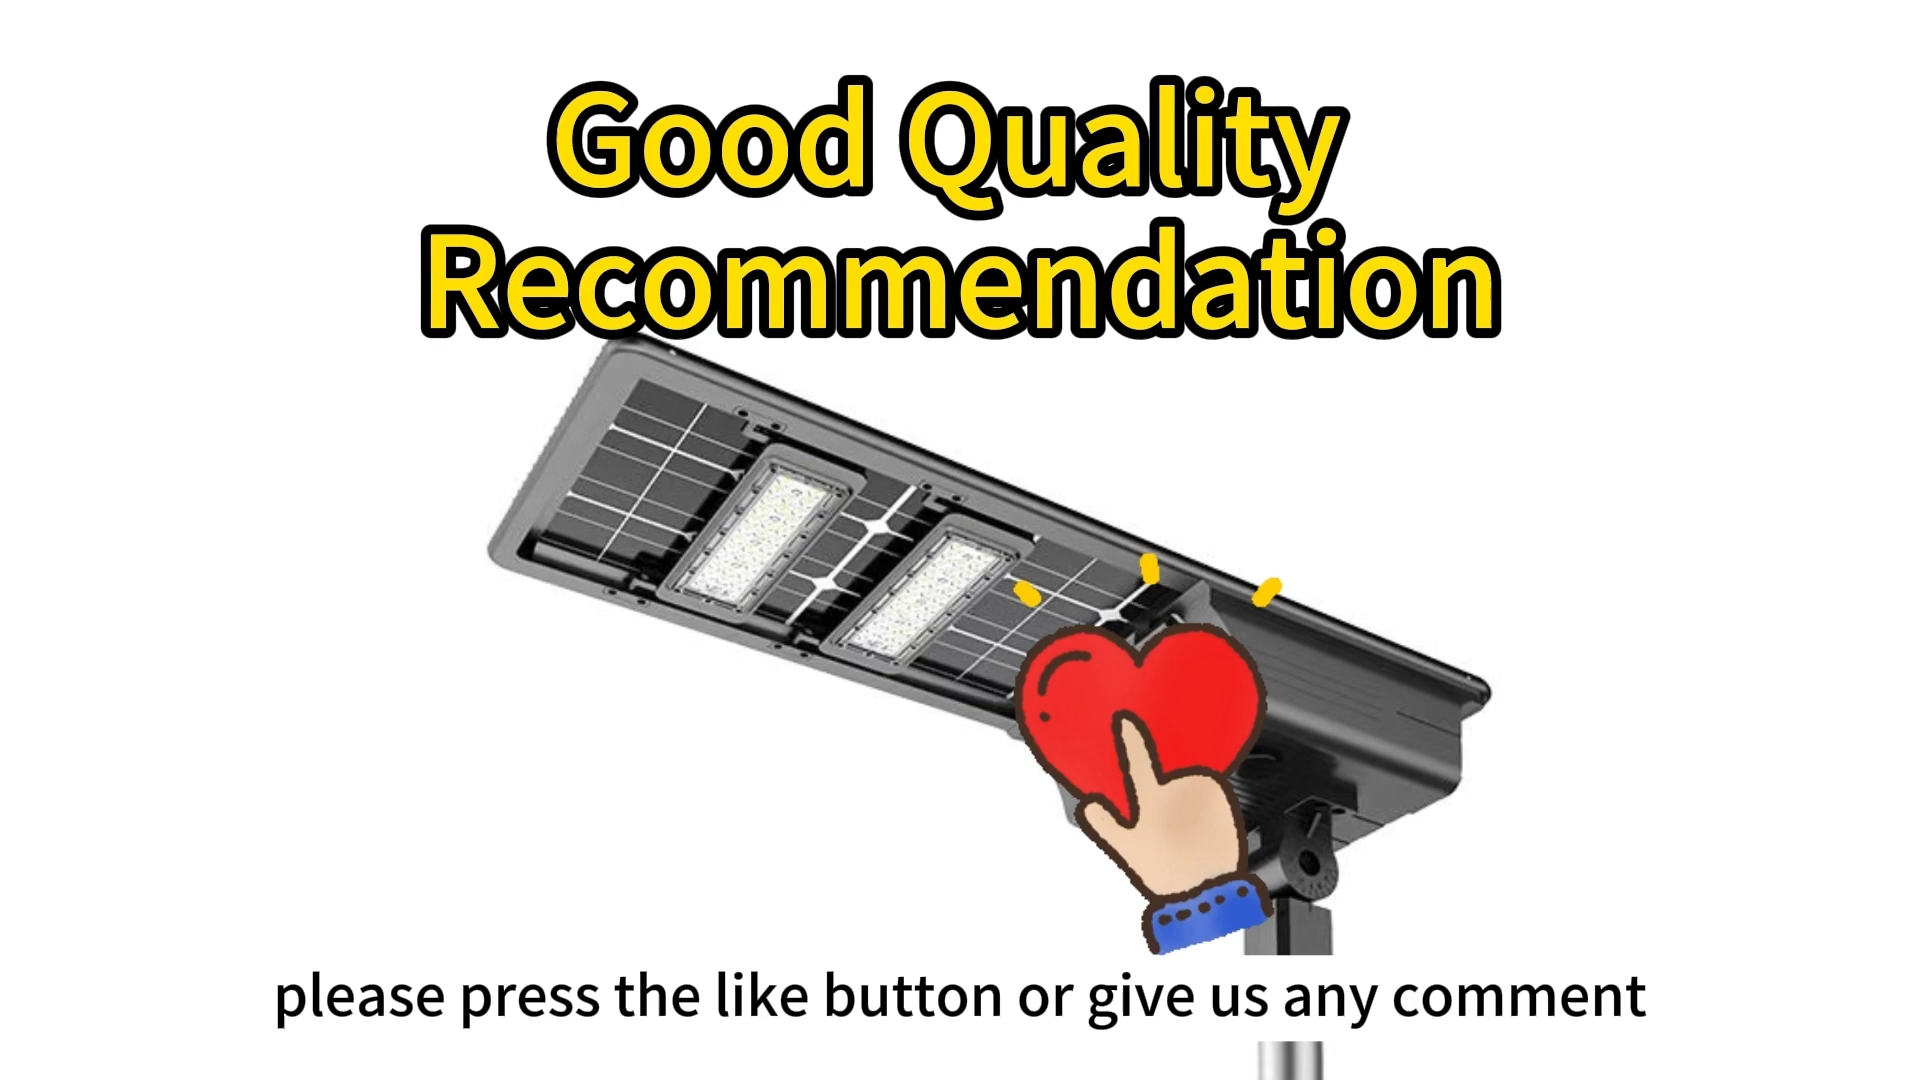 Good Quality
Recommendation
please press the like button or give us any comment